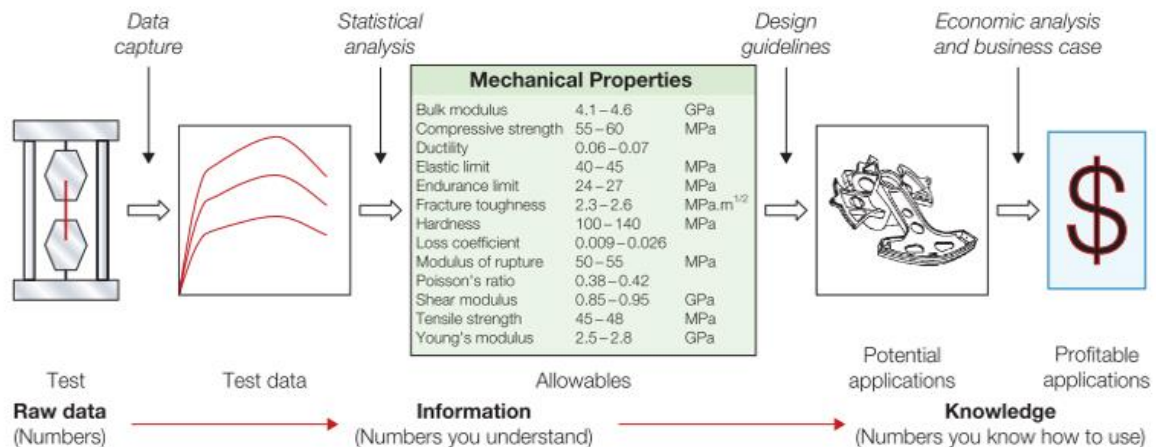 Data
capture
Statistical
analysis
Design
guidelines
Economic analysis
and business case
Mechanical Properties
Bulk modulus 4.1–4.6 GPa
Compressive strength 55–60 MPa
Ductility 0.06–0.07
Elastic limit 40–45 MPa
Endurance limit 24–27 MPa
Fracture toughness 2.3–2.6 MPa.m^1/2
Hardness 100–140 MPa
Loss coefficient 0.009–0.026
Modulus of rupture 50–55 MPa
Poisson's ratio 0.38–0.42
Shear modulus 0.85–0.95 GPa
Tensile strength 45–48 MPa
Young's modulus 2.5–2.8 GPa
$
Test
Test data
Allowables
Potential
applications
Profitable
applications
Raw data
(Numbers)
Information
(Numbers you understand)
Knowledge
(Numbers you know how to use)